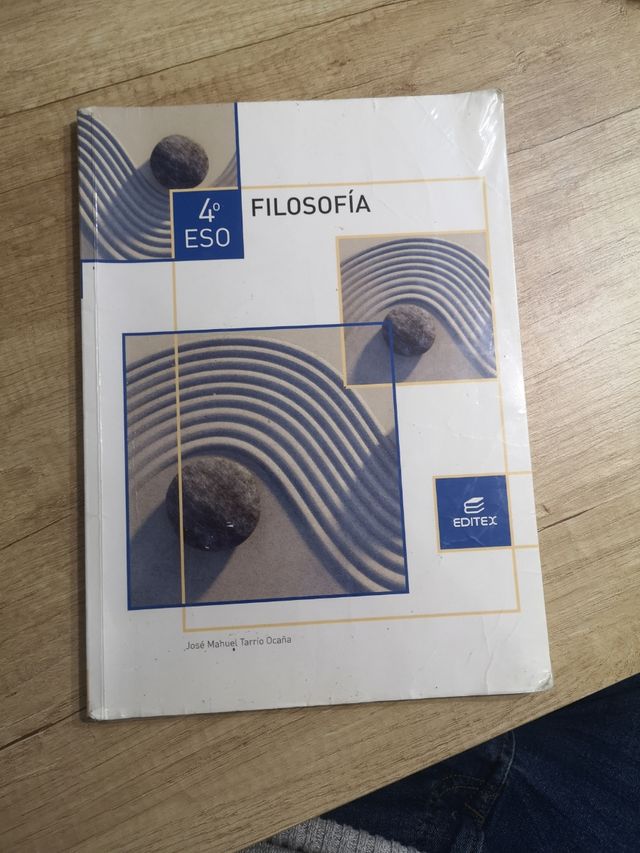 4º
ESO
FILOSOFÍA
EDITEX
José Manuel Tarrío Ocaña